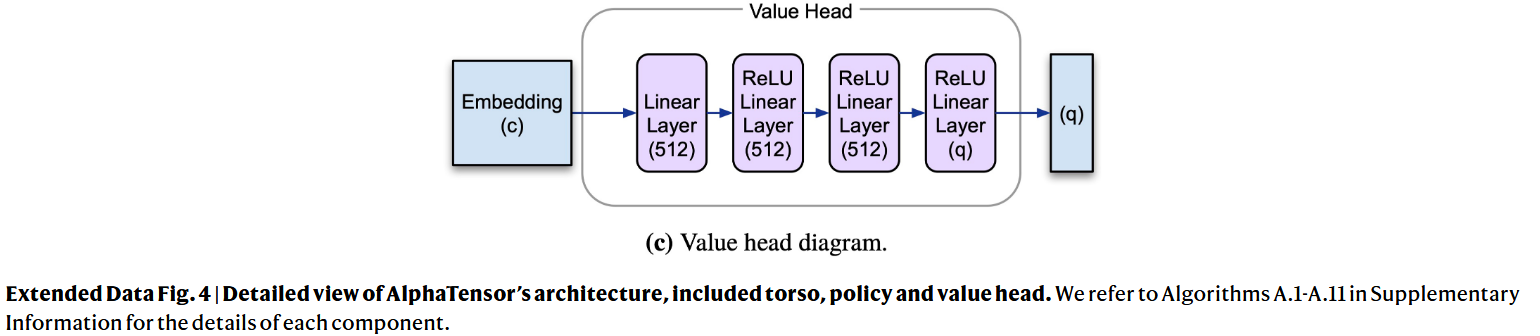 Value Head
Embedding
(c)
Linear
Layer
(512)
ReLU
Linear
Layer
(512)
ReLU
Linear
Layer
(512)
ReLU
Linear
Layer
(q)
(q)
(c) Value head diagram.
Extended Data Fig. 4 | Detailed view of AlphaTensor’s architecture, included torso, policy and value head. We refer to Algorithms A.1-A.11 in Supplementary
Information for the details of each component.